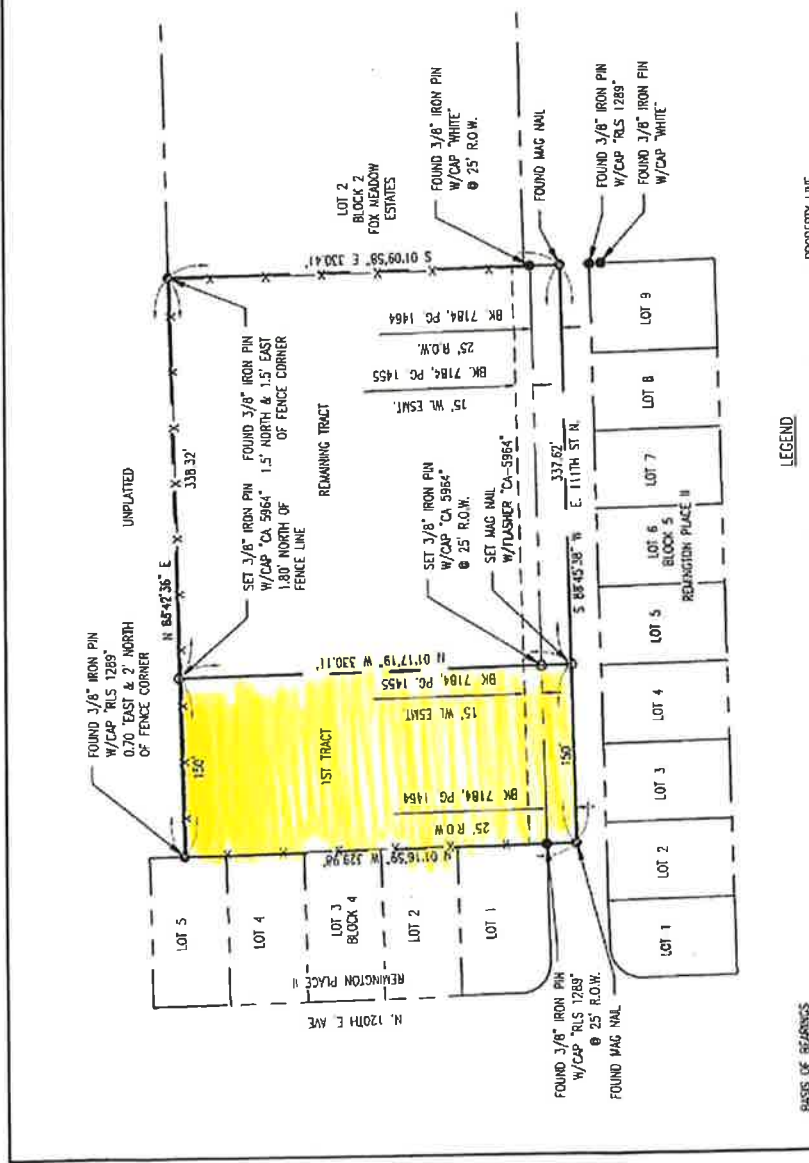 FOUND 3/8" IRON PIN
W/CAP "RLS 1289"
0.70' EAST & 2' NORTH
OF FENCE CORNER
UNPLATTED
N 88°42'36" E
338.32'
150'
SET 3/8" IRON PIN
W/CAP "CA 5964"
1.80' NORTH OF
FENCE LINE
FOUND 3/8" IRON PIN
1.5' NORTH & 1.5' EAST
OF FENCE CORNER
LOT 2
BLOCK 2
FOX MEADOW
ESTATES
S 01°09'58" E 330.41'
FOUND 3/8" IRON PIN
W/CAP "WHITE"
@ 25' R.O.W.
FOUND MAG NAIL
FOUND 3/8" IRON PIN
W/CAP "RLS 1289"
FOUND 3/8" IRON PIN
W/CAP "WHITE"
REMAINING TRACT
15' WL ESMT.
BK. 7184, PG 1455
25' R.O.W.
BK. 7184, PG. 1464
N 01°17'19" W 330.11'
1ST TRACT
15' WL ESMT.
BK 7184, PG. 1455
25' R.O.W
BK 7184, PG 1464
N 01°16'59" W 329.98'
SET 3/8" IRON PIN
W/CAP "CA 5964"
@ 25' R.O.W.
SET MAG NAIL
W/FLASHER "CA-5964"
150'
337.62'
S 88°45'38" W
E. 111TH ST N.
LOT 5
LOT 4
LOT 3
BLOCK 4
LOT 2
LOT 1
REMINGTON PLACE II
N. 120TH E. AVE
FOUND 3/8" IRON PIN
W/CAP "RLS 1289"
@ 25' R.O.W.
FOUND MAG NAIL
LOT 1
LOT 2
LOT 3
LOT 4
LOT 5
LOT 6
BLOCK 5
REMINGTON PLACE II
LOT 7
LOT 8
LOT 9
BASIS OF BEARINGS
LEGEND
PROPERTY LINE